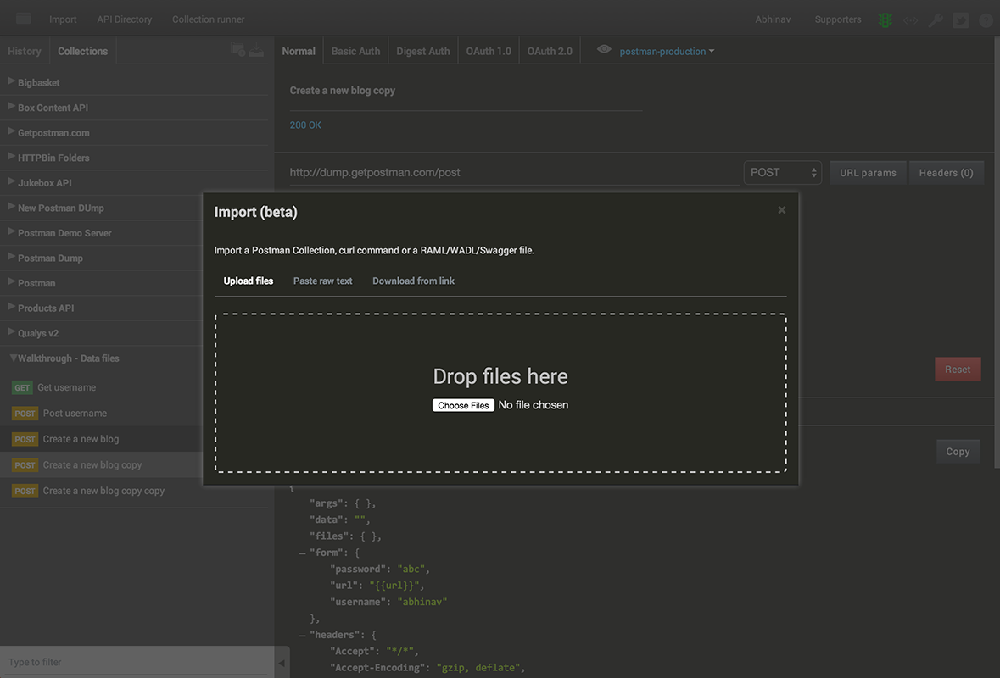 Import API Directory Collection runner Abhinav Supporters
History Collections
Normal Basic Auth Digest Auth OAuth 1.0 OAuth 2.0 postman-production
Bigbasket
Box Content API
Getpostman.com
HTTPBin Folders
Jukebox API
New Postman DUmp
Postman Demo Server
Postman Dump
Postman
Products API
Qualys v2
Walkthrough - Data files
GET Get username
POST Post username
POST Create a new blog
POST Create a new blog copy
POST Create a new blog copy copy
Type to filter
Create a new blog copy
200 OK
http://dump.getpostman.com/post POST URL params Headers (0)
Import (beta) ×
Import a Postman Collection, curl command or a RAML/WADL/Swagger file.
Upload files Paste raw text Download from link
Drop files here
Choose Files No file chosen
Reset
Copy
{
"args": { },
"data": "",
"files": { },
– "form": {
"password": "abc",
"url": "{{url}}",
"username": "abhinav"
},
– "headers": {
"Accept": "*/*",
"Accept-Encoding": "gzip, deflate",